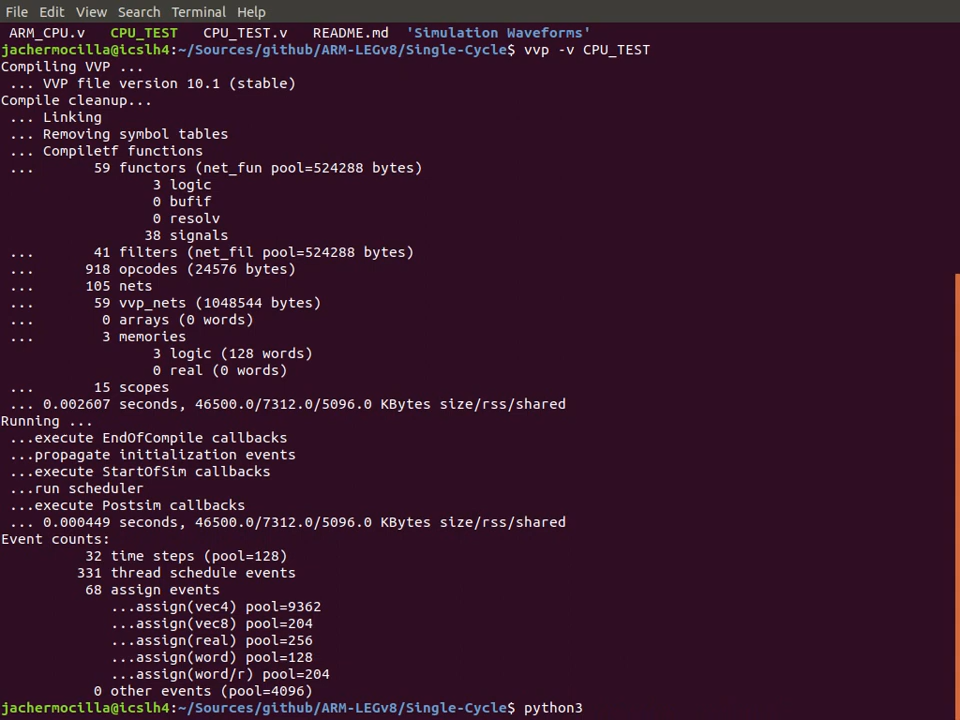 File Edit View Search Terminal Help
ARM_CPU.v CPU_TEST CPU_TEST.v README.md 'Simulation Waveforms'
jachermocilla@icslh4:~/Sources/github/ARM-LEGv8/Single-Cycle$ vvp -v CPU_TEST
Compiling VVP ...
... VVP file version 10.1 (stable)
Compile cleanup...
... Linking
... Removing symbol tables
... Compiletf functions
... 59 functors (net_fun pool=524288 bytes)
3 logic
0 bufif
0 resolv
38 signals
... 41 filters (net_fil pool=524288 bytes)
... 918 opcodes (24576 bytes)
... 105 nets
... 59 vvp_nets (1048544 bytes)
... 0 arrays (0 words)
... 3 memories
3 logic (128 words)
0 real (0 words)
... 15 scopes
... 0.002607 seconds, 46500.0/7312.0/5096.0 KBytes size/rss/shared
Running ...
...execute EndOfCompile callbacks
...propagate initialization events
...execute StartOfSim callbacks
...run scheduler
...execute Postsim callbacks
... 0.000449 seconds, 46500.0/7312.0/5096.0 KBytes size/rss/shared
Event counts:
32 time steps (pool=128)
331 thread schedule events
68 assign events
...assign(vec4) pool=9362
...assign(vec8) pool=204
...assign(real) pool=256
...assign(word) pool=128
...assign(word/r) pool=204
0 other events (pool=4096)
jachermocilla@icslh4:~/Sources/github/ARM-LEGv8/Single-Cycle$ python3